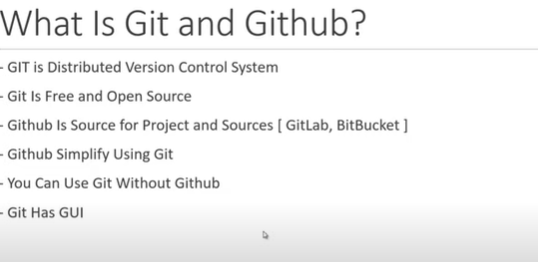 What Is Git and Github?
- GIT is Distributed Version Control System
- Git Is Free and Open Source
- Github Is Source for Project and Sources [ GitLab, BitBucket ]
- Github Simplify Using Git
- You Can Use Git Without Github
- Git Has GUI